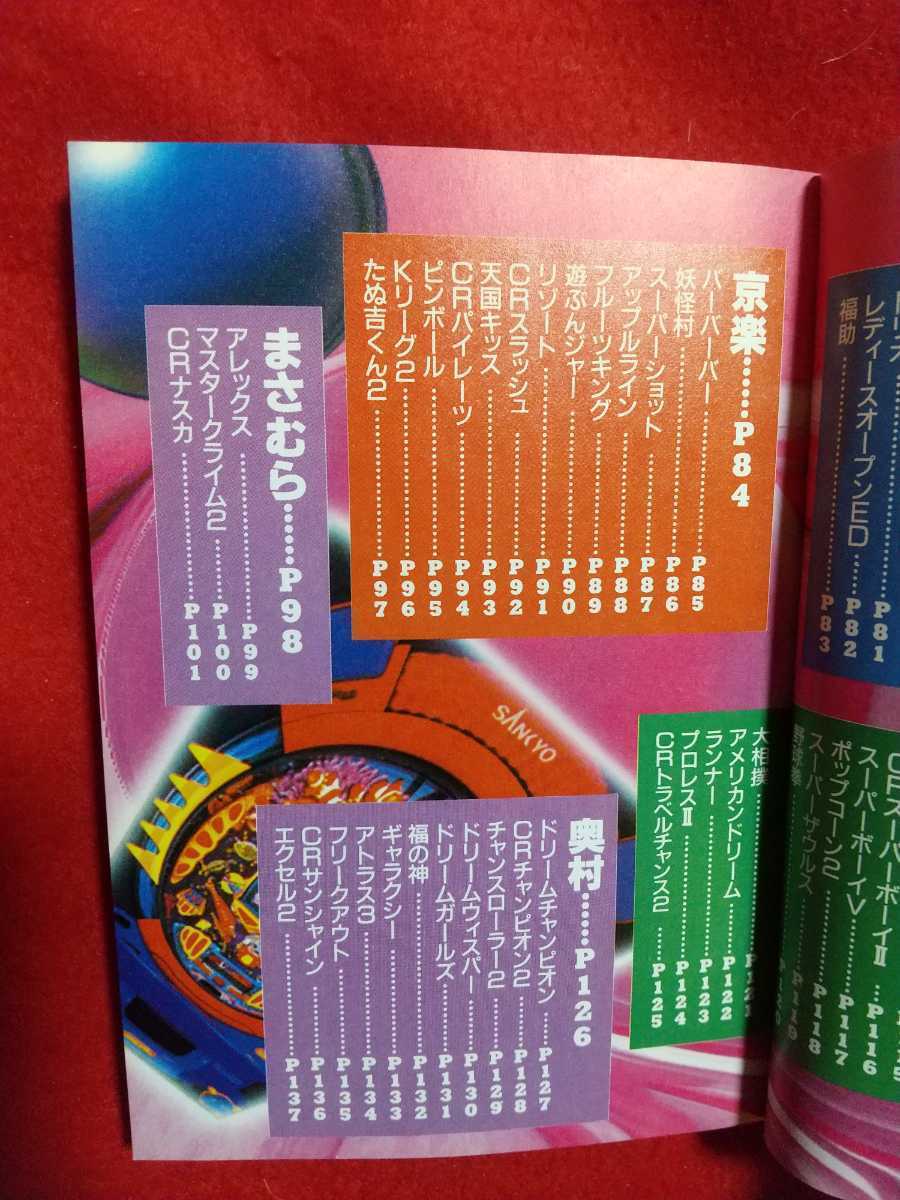 レディースオープンED……P82
福助……P83
スーパーボーイV……P117
ポップコーン2……P118
スーパーザウルス……P119
京楽……P84
バーバーバー……P85
妖怪村……P86
スーパーショット……P87
アップルライン……P88
フルーツキング……P89
遊ぶんジャー……P90
リゾート……P91
CRスラッシュ……P92
天国キッス……P93
CRパイレーツ……P94
ピンボール……P95
Kリーグ2……P96
たぬ吉くん2……P97
まさむら……P98
アレックス……P99
マスタークライム2……P100
CRナスカ……P101
SANKYO
大相撲
アメリカンドリーム……P122
ランナー……P123
プロレスⅡ……P124
CRトラベルチャンス2……P125
奥村……P126
ドリームチャンピオン……P127
CRチャンピオン2……P128
チャンスローラー2……P129
ドリームウィスパー……P130
ドリームガールズ……P131
福の神……P132
ギャラクシー……P133
アトラス3……P134
フリークアウト……P135
CRサンシャイン……P136
エクセル2……P137